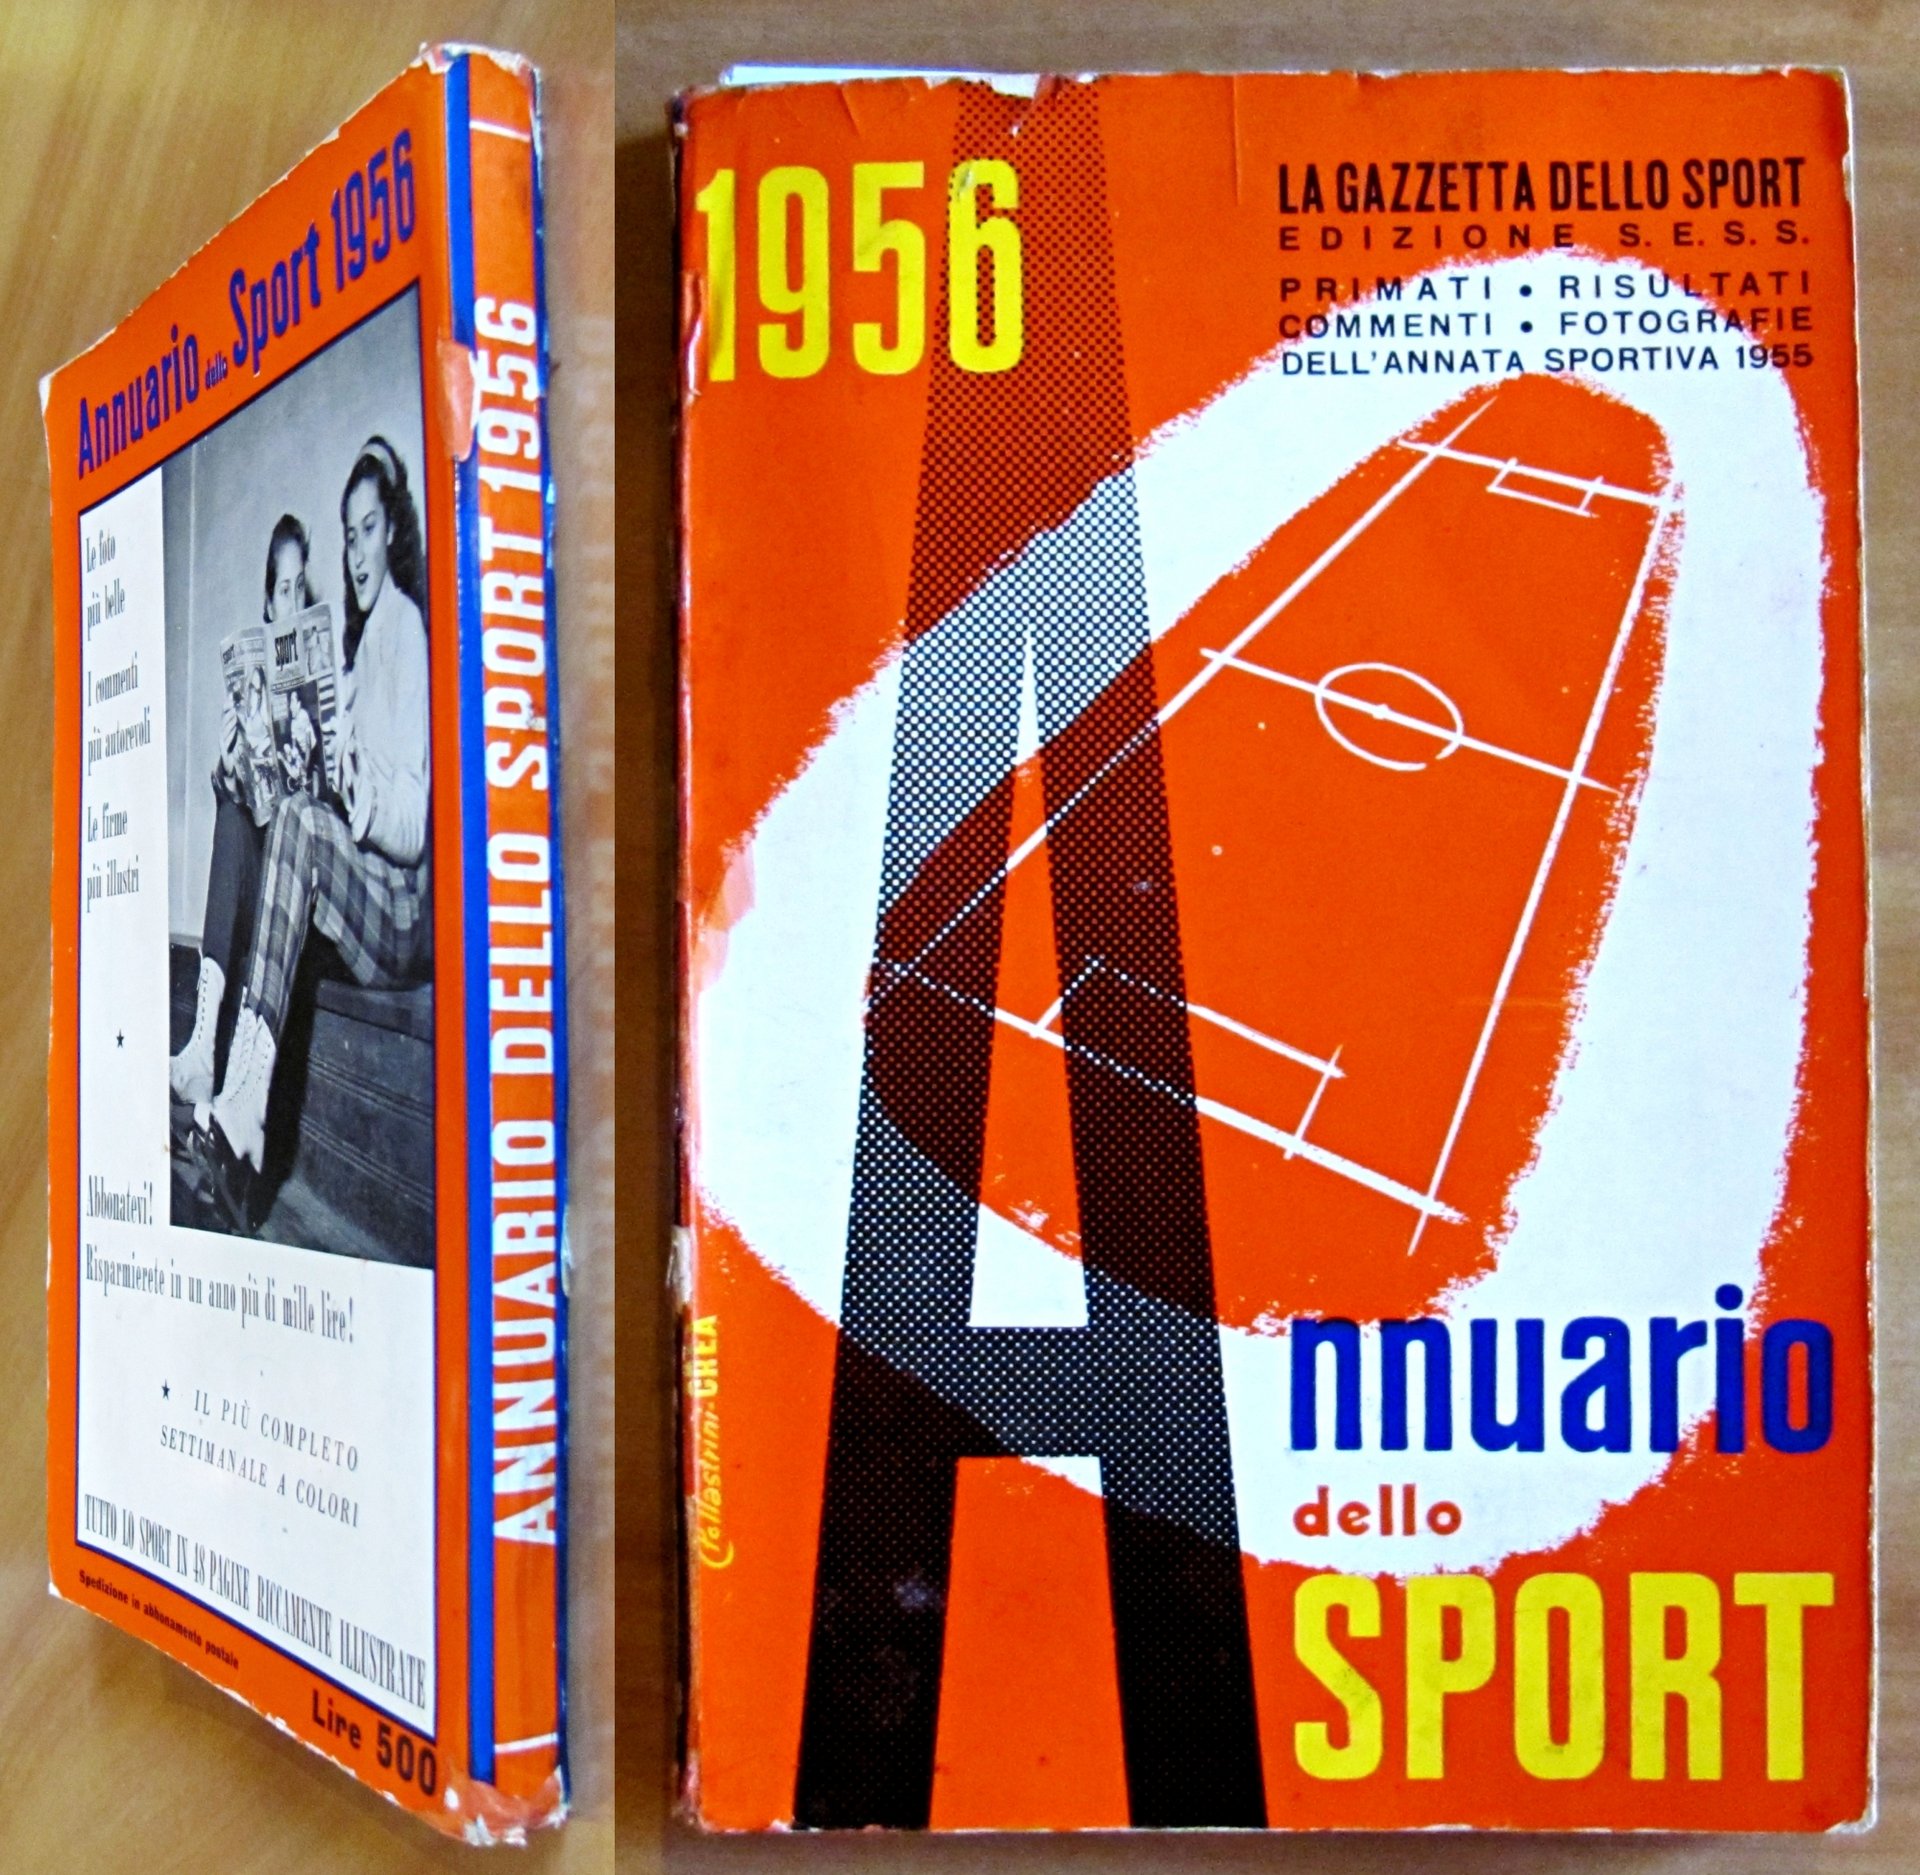 Annuario dello Sport 1956
Le foto
più belle
I commenti
più autorevoli
Le firme
più illustri
sport
sport
★
Abbonatevi!
Risparmierete in un anno più di mille lire!
★ IL PIÙ COMPLETO
SETTIMANALE A COLORI
TUTTO LO SPORT IN 48 PAGINE RICCAMENTE ILLUSTRATE
Spedizione in abbonamento postale
Lire 500
ANNUARIO DELLO SPORT 1956
1956
LA GAZZETTA DELLO SPORT
EDIZIONE S.E.S.S.
PRIMATI • RISULTATI
COMMENTI • FOTOGRAFIE
DELL'ANNATA SPORTIVA 1955
Annuario
dello
SPORT
CREA